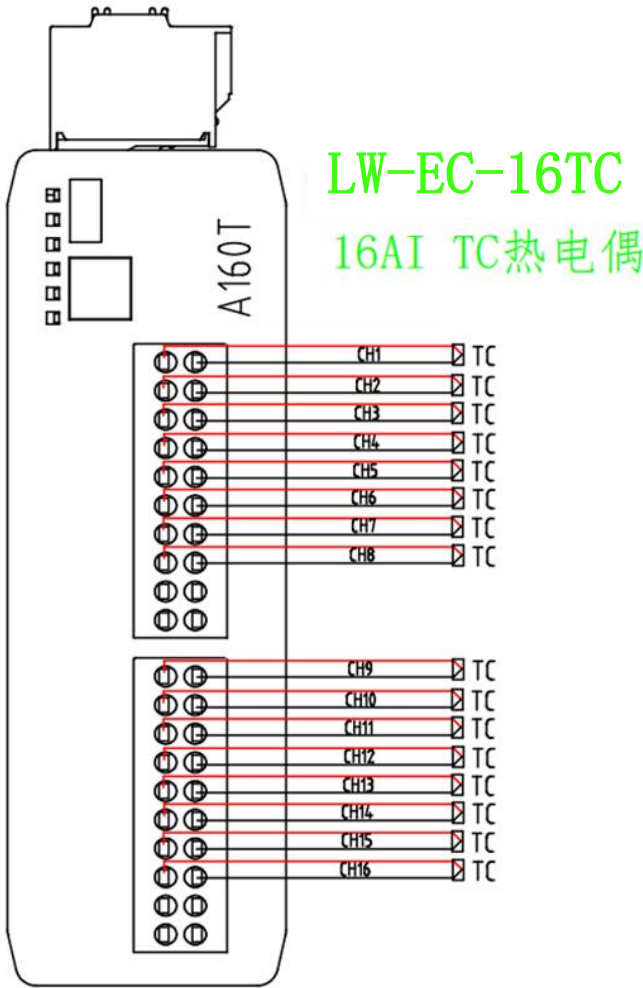 LW-EC-16TC
16AI TC热电偶
A160T
CH1 TC
CH2 TC
CH3 TC
CH4 TC
CH5 TC
CH6 TC
CH7 TC
CH8 TC
CH9 TC
CH10 TC
CH11 TC
CH12 TC
CH13 TC
CH14 TC
CH15 TC
CH16 TC